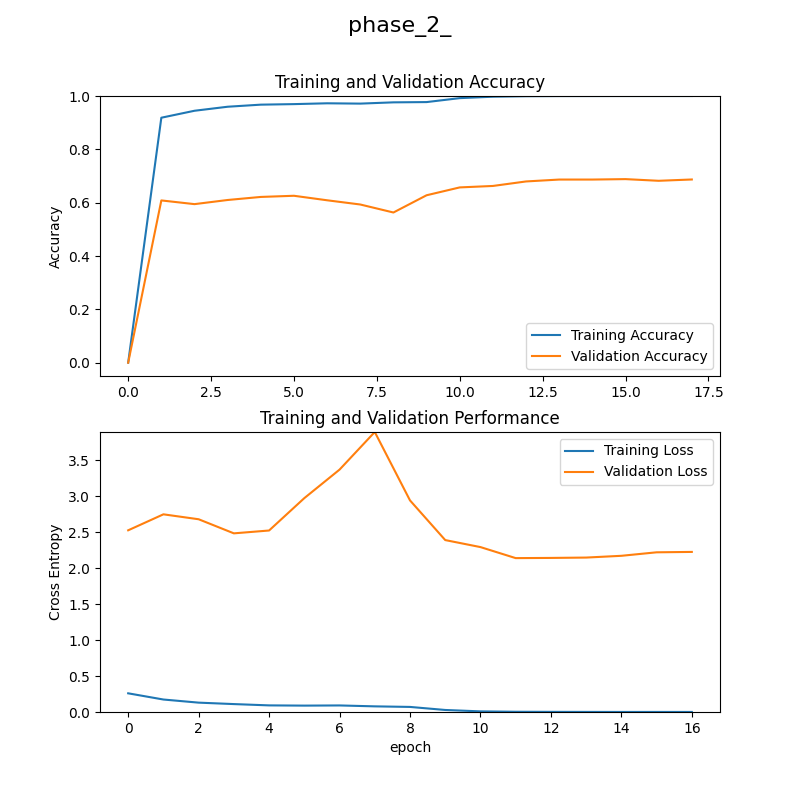 phase_2_
Training and Validation Accuracy
1.0
0.8
0.6
0.4
0.2
0.0
Accuracy
Training Accuracy
Validation Accuracy
0.0 2.5 5.0 7.5 10.0 12.5 15.0 17.5
Training and Validation Performance
3.5
3.0
2.5
2.0
1.5
1.0
0.5
0.0
Cross Entropy
Training Loss
Validation Loss
0 2 4 6 8 10 12 14 16
epoch